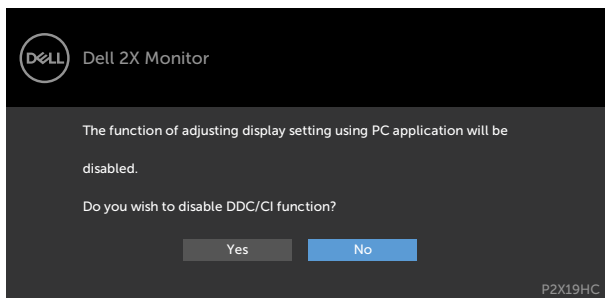 DELL
Dell 2X Monitor
The function of adjusting display setting using PC application will be
disabled.
Do you wish to disable DDC/CI function?
Yes
No
P2X19HC